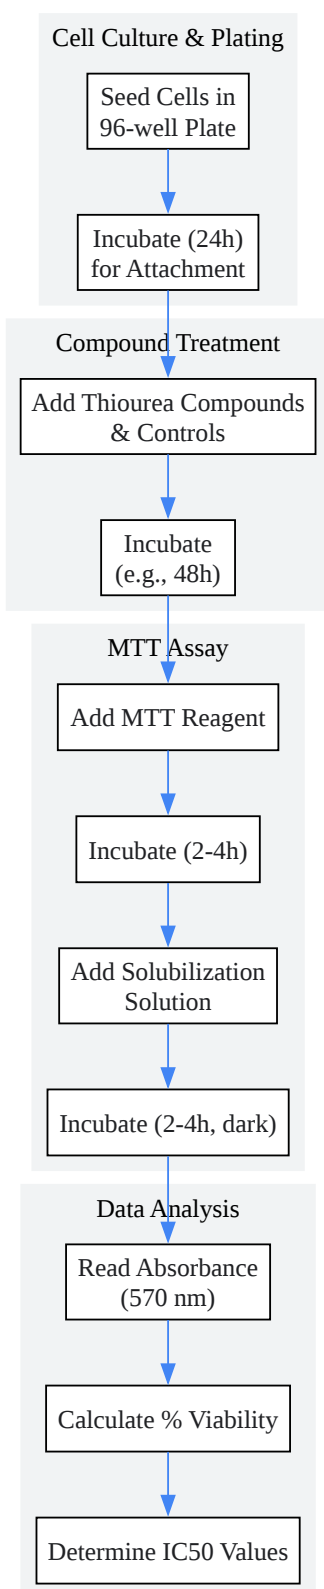 Cell Culture & Plating
Seed Cells in
96-well Plate
Incubate (24h)
for Attachment
Compound Treatment
Add Thiourea Compounds
& Controls
Incubate
(e.g., 48h)
MTT Assay
Add MTT Reagent
Incubate (2-4h)
Add Solubilization
Solution
Incubate (2-4h, dark)
Data Analysis
Read Absorbance
(570 nm)
Calculate % Viability
Determine IC50 Values